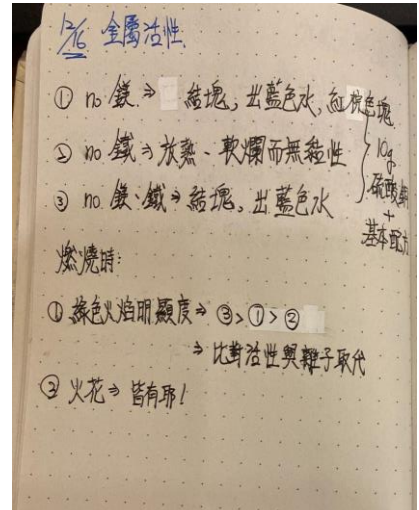 12/16 金屬活性
① no 鎂 ⇒ 結塊, 出藍色水, 紅棕色塊
② no 鐵 ⇒ 放熱、軟爛而無黏性
③ no 鎂、鐵 ⇒ 結塊, 出藍色水
10g
硫酸銅
+
基本配方
燃燒時:
① 綠色火焰明顯度 ⇒ ③>①>②
⇒ 比對活性與離子取代
② 火花 ⇒ 皆有耶!